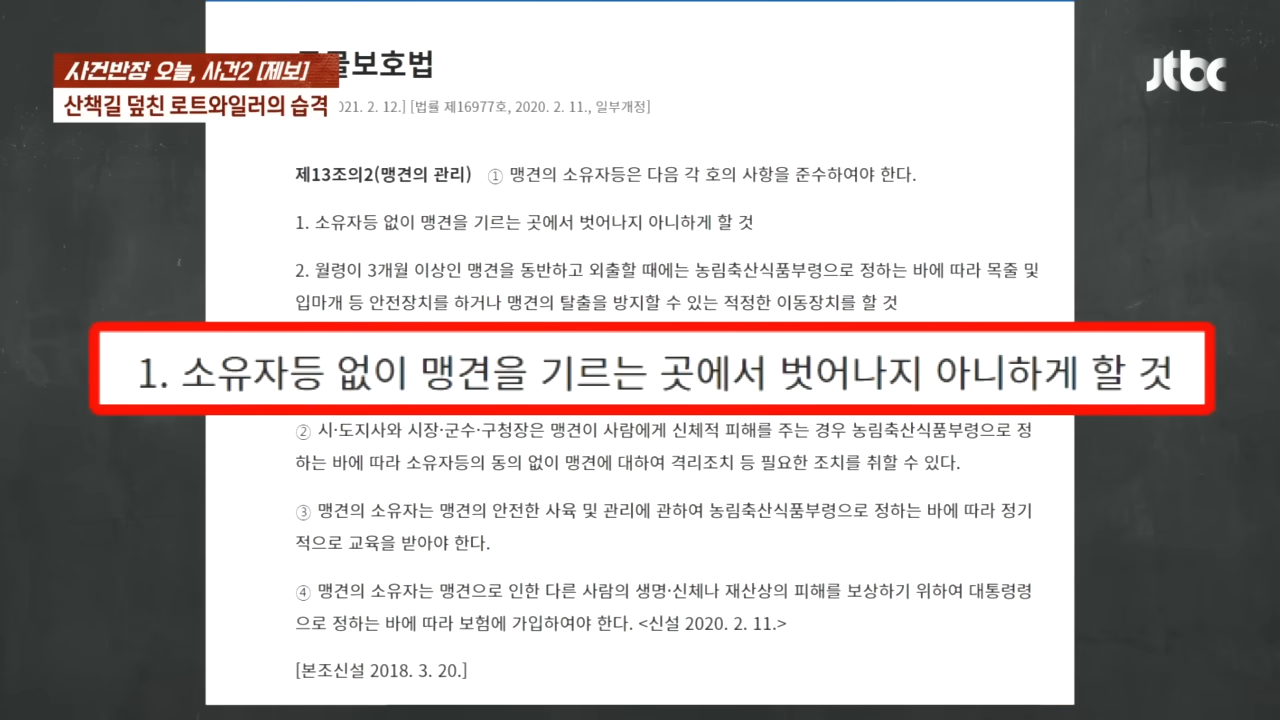 사건반장 오늘, 사건2 [제보]
산책길 덮친 로트와일러의 습격
jtbc
물보호법
021. 2. 12.] [법률 제16977호, 2020. 2. 11., 일부개정]
제13조의2(맹견의 관리) ① 맹견의 소유자등은 다음 각 호의 사항을 준수하여야 한다.
1. 소유자등 없이 맹견을 기르는 곳에서 벗어나지 아니하게 할 것
2. 월령이 3개월 이상인 맹견을 동반하고 외출할 때에는 농림축산식품부령으로 정하는 바에 따라 목줄 및
입마개 등 안전장치를 하거나 맹견의 탈출을 방지할 수 있는 적정한 이동장치를 할 것
1. 소유자등 없이 맹견을 기르는 곳에서 벗어나지 아니하게 할 것
② 시·도지사와 시장·군수·구청장은 맹견이 사람에게 신체적 피해를 주는 경우 농림축산식품부령으로 정
하는 바에 따라 소유자등의 동의 없이 맹견에 대하여 격리조치 등 필요한 조치를 취할 수 있다.
③ 맹견의 소유자는 맹견의 안전한 사육 및 관리에 관하여 농림축산식품부령으로 정하는 바에 따라 정기
적으로 교육을 받아야 한다.
④ 맹견의 소유자는 맹견으로 인한 다른 사람의 생명·신체나 재산상의 피해를 보상하기 위하여 대통령령
으로 정하는 바에 따라 보험에 가입하여야 한다. <신설 2020. 2. 11.>
[본조신설 2018. 3. 20.]